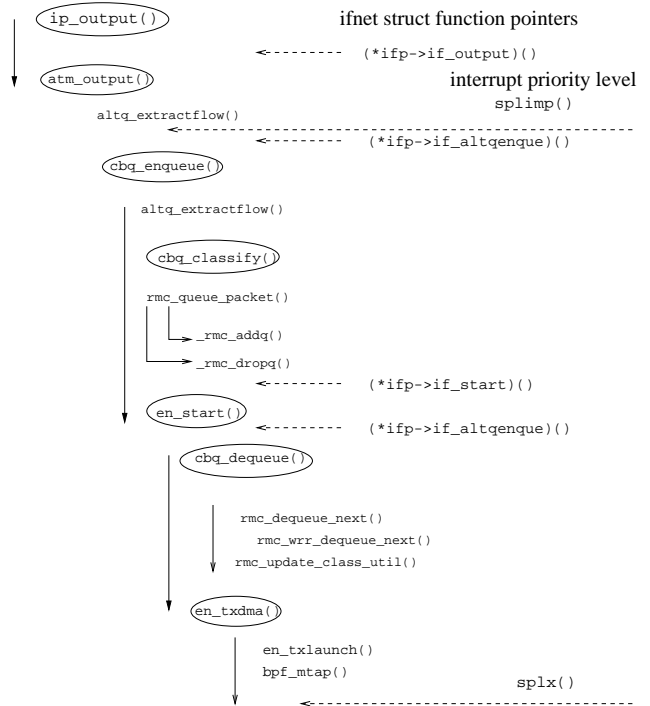 ip_output()
ifnet struct function pointers
(*ifp->if_output)()
atm_output()
interrupt priority level
splimp()
altq_extractflow()
(*ifp->if_altqenque)()
cbq_enqueue()
altq_extractflow()
cbq_classify()
rmc_queue_packet()
_rmc_addq()
_rmc_dropq()
(*ifp->if_start)()
en_start()
(*ifp->if_altqenque)()
cbq_dequeue()
rmc_dequeue_next()
rmc_wrr_dequeue_next()
rmc_update_class_util()
en_txdma()
en_txlaunch()
bpf_mtap()
splx()